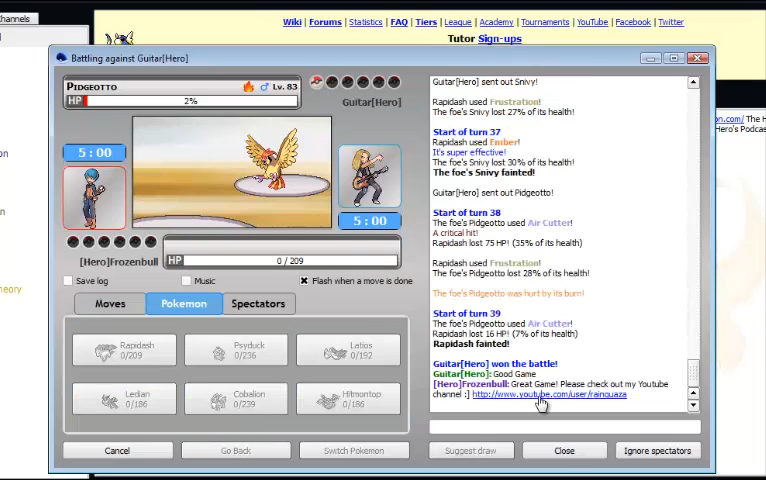 Channels
Wiki | Forums | Statistics | FAQ | Tiers | League | Academy | Tournaments | YouTube | Facebook | Twitter
Tutor Sign-ups
Battling against Guitar[Hero]
PIDGEOTTO
Lv. 83
HP
2%
Guitar[Hero]
5:00
5:00
[Hero]Frozenbull
HP
0 / 209
Save log
Music
Flash when a move is done
Moves
Pokemon
Spectators
Rapidash
0/209
Psyduck
0/236
Latios
0/192
Ledian
0/186
Cobalion
0/239
Hitmontop
0/186
Cancel
Go Back
Switch Pokemon
Guitar[Hero] sent out Snivy!
Rapidash used Frustration!
The foe's Snivy lost 27% of its health!
Start of turn 37
Rapidash used Ember!
It's super effective!
The foe's Snivy lost 30% of its health!
The foe's Snivy fainted!
Guitar[Hero] sent out Pidgeotto!
Start of turn 38
The foe's Pidgeotto used Air Cutter!
A critical hit!
Rapidash lost 75 HP! (35% of its health)
Rapidash used Frustration!
The foe's Pidgeotto lost 28% of its health!
The foe's Pidgeotto was hurt by its burn!
Start of turn 39
The foe's Pidgeotto used Air Cutter!
Rapidash lost 16 HP! (7% of its health)
Rapidash fainted!
Guitar[Hero] won the battle!
Guitar[Hero]: Good Game
[Hero]Frozenbull: Great Game! Please check out my Youtube
channel :] http://www.youtube.com/user/rainquaza
Suggest draw
Close
Ignore spectators
on.com/ The H
Hero's Podcas
heory